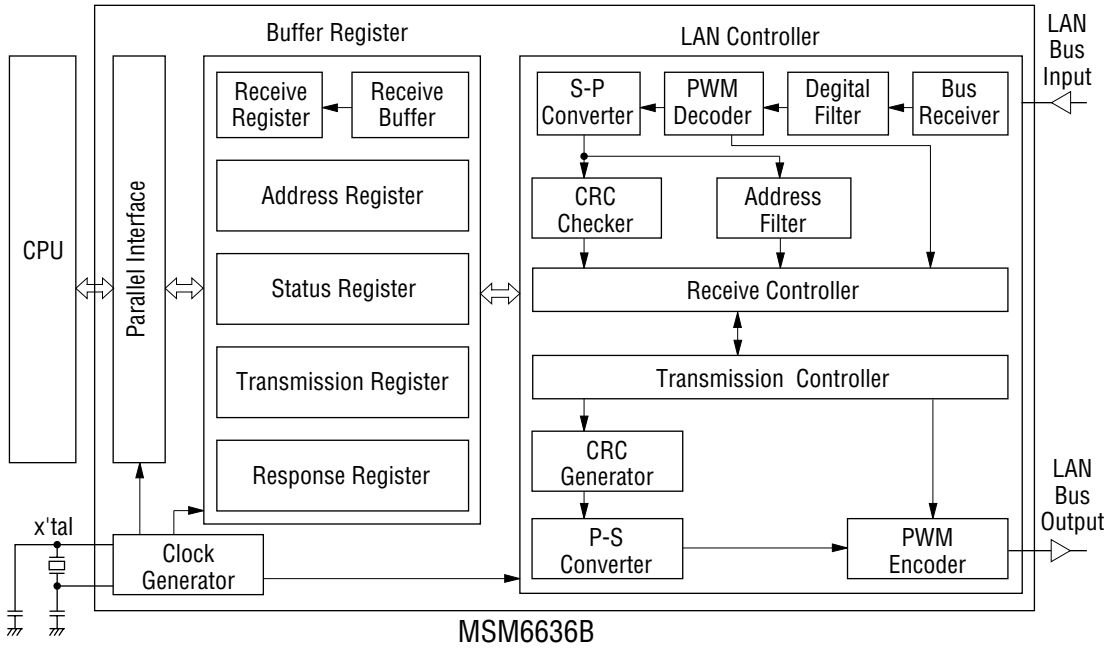 Buffer Register
LAN Controller
LAN
Bus
Input
CPU
Parallel Interface
Receive
Register
Receive
Buffer
S-P
Converter
PWM
Decoder
Degital
Filter
Bus
Receiver
Address Register
CRC
Checker
Address
Filter
Status Register
Receive Controller
Transmission Register
Transmission Controller
Response Register
CRC
Generator
LAN
Bus
Output
x'tal
Clock
Generator
P-S
Converter
PWM
Encoder
MSM6636B